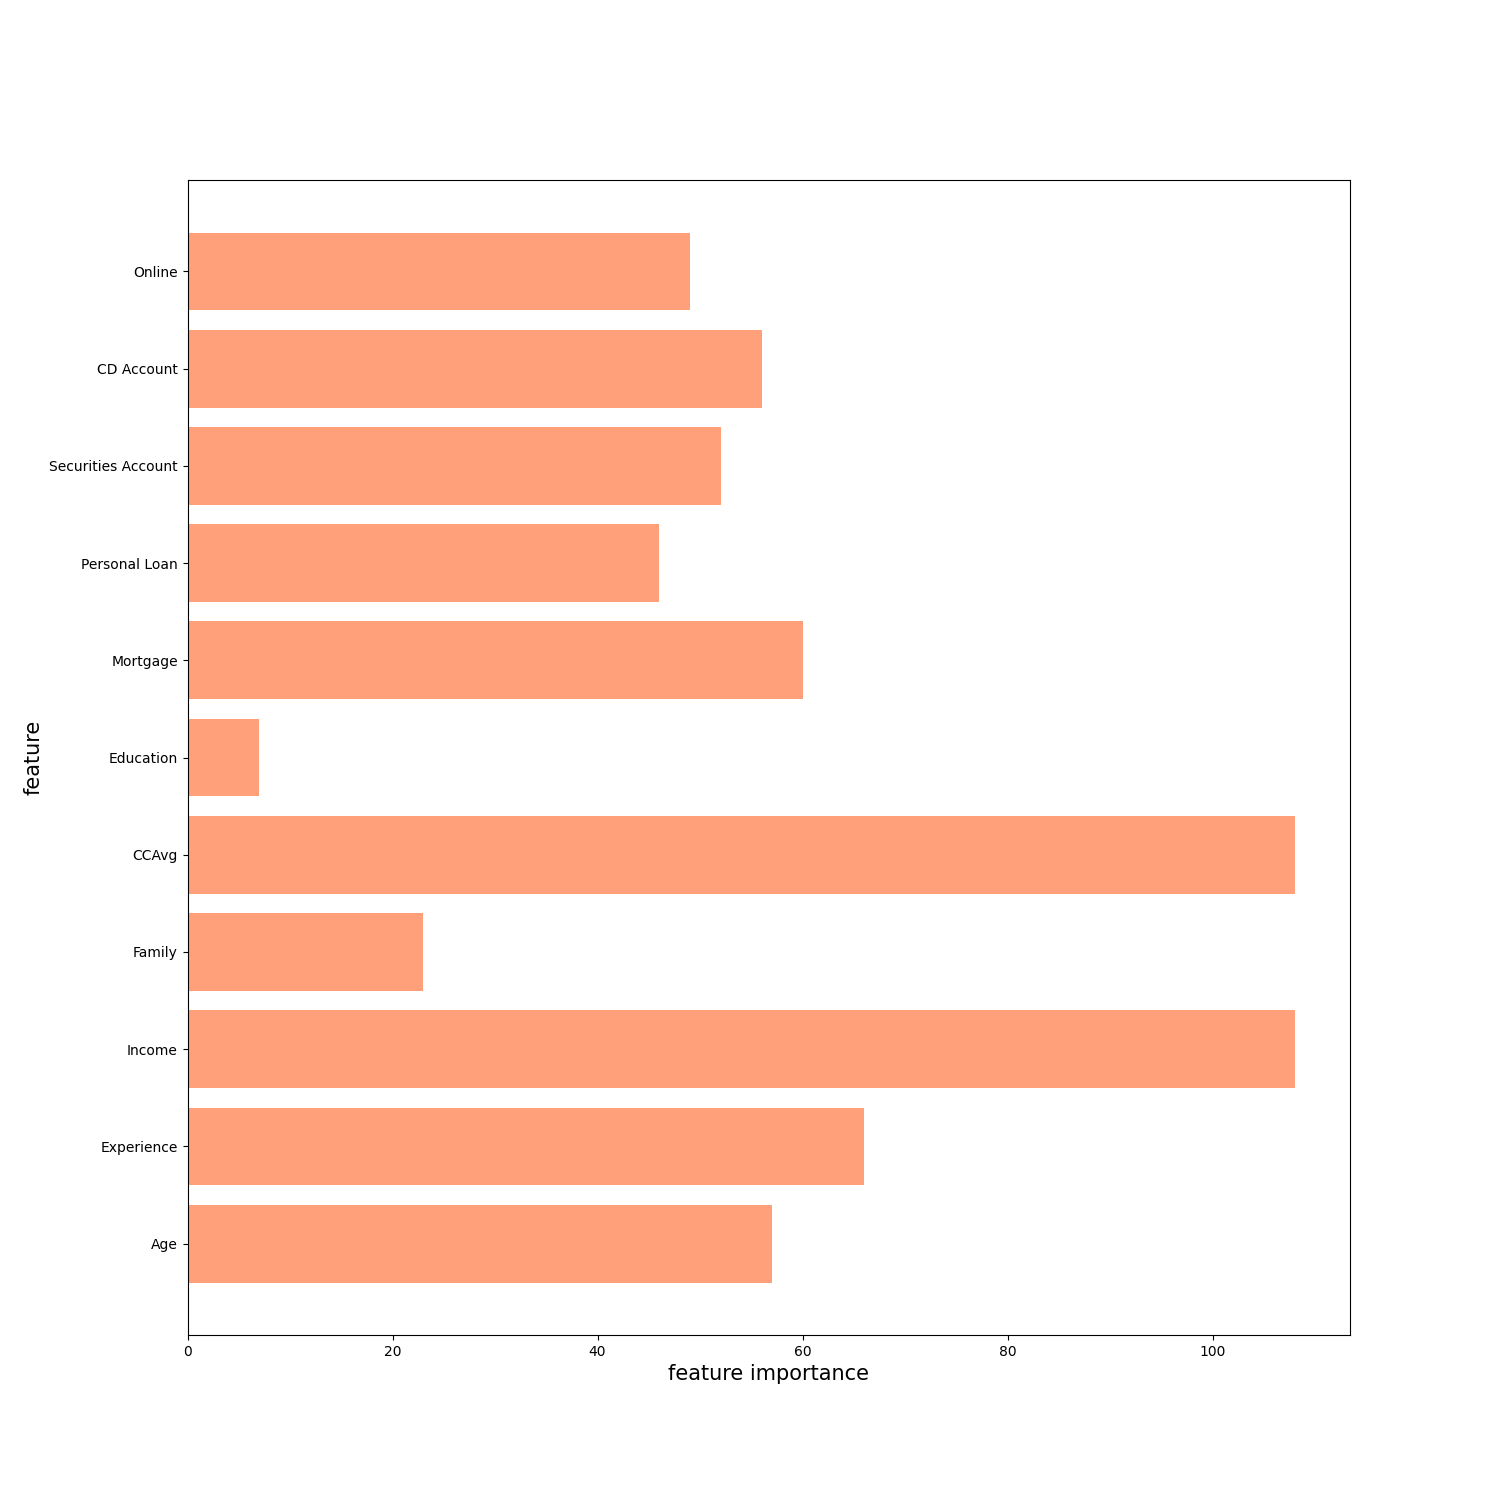 feature
Online
CD Account
Securities Account
Personal Loan
Mortgage
Education
CCAvg
Family
Income
Experience
Age
0 20 40 60 80 100
feature importance